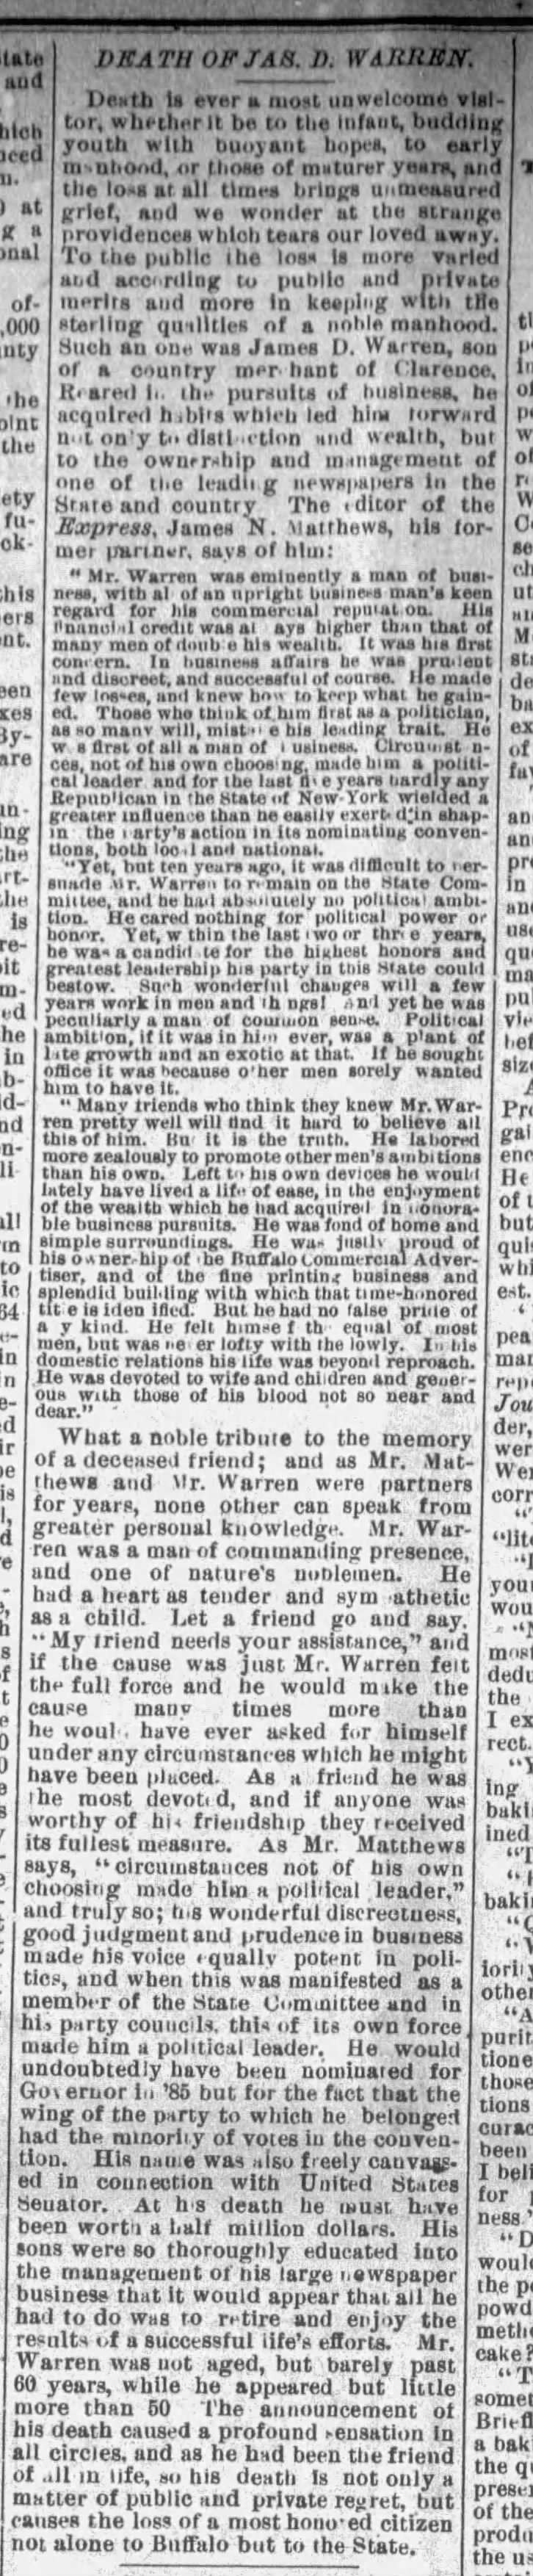 DEATH OF JAS. D. WARREN.
Death is ever a most unwelcome visi-
tor, whether it be to the infant, budding
youth with buoyant hopes, to early
manhood, or those of maturer years, and
the loss at all times brings unmeasured
grief, and we wonder at the strange
providences which tears our loved away.
To the public the loss is more varied
and according to public and private
merits and more in keeping with the
sterling qualities of a noble manhood.
Such an one was James D. Warren, son
of a country merchant of Clarence.
Reared in the pursuits of business, he
acquired habits which led him forward
not only to distinction and wealth, but
to the ownership and management of
one of the leading newspapers in the
State and country. The editor of the
Express, James N. Matthews, his for-
mer partner, says of him:
"Mr. Warren was eminently a man of busi-
ness, with all of an upright business man's keen
regard for his commercial reputation. His
financial credit was always higher than that of
many men of double his wealth. It was his first
concern. In business affairs he was prudent
and discreet, and successful of course. He made
few losses, and knew how to keep what he gain-
ed. Those who think of him first as a politician,
as so many will, mistake his leading trait. He
was first of all a man of business. Circumstan-
ces, not of his own choosing, made him a politi-
cal leader and for the last five years hardly any
Republican in the State of New-York wielded a
greater influence than he easily exerted in shap-
in the party's action in its nominating conven-
tions, both local and national.
"Yet, but ten years ago, it was difficult to per-
suade Mr. Warren to remain on the State Com-
mittee, and he had absolutely no political ambi-
tion. He cared nothing for political power or
honor. Yet, within the last two or three years,
he was a candidate for the highest honors and
greatest leadership his party in this State could
bestow. Such wonderful changes will a few
years work in men and things! And yet he was
peculiarly a man of common sense. Political
ambition, if it was in him ever, was a plant of
late growth and an exotic at that. If he sought
office it was because other men sorely wanted
him to have it.
"Many friends who think they knew Mr. War-
ren pretty well will find it hard to believe all
this of him. But it is the truth. He labored
more zealously to promote other men's ambitions
than his own. Left to his own devices he would
lately have lived a life of ease, in the enjoyment
of the wealth which he had acquired in honora-
ble business pursuits. He was fond of home and
simple surroundings. He was justly proud of
his ownership of the Buffalo Commercial Adver-
tiser, and of the fine printing business and
splendid building with which that time-honored
title is identified. But he had no false pride of
any kind. He felt himself the equal of most
men, but was never lofty with the lowly. In his
domestic relations his life was beyond reproach.
He was devoted to wife and children and gener-
ous with those of his blood not so near and
dear."
What a noble tribute to the memory
of a deceased friend; and as Mr. Mat-
thews and Mr. Warren were partners
for years, none other can speak from
greater personal knowledge. Mr. War-
ren was a man of commanding presence,
and one of nature's noblemen. He
had a heart as tender and sympathetic
as a child. Let a friend go and say,
"My friend needs your assistance," and
if the cause was just Mr. Warren felt
the full force and he would make the
cause many times more than
he would have ever asked for himself
under any circumstances which he might
have been placed. As a friend he was
the most devoted, and if anyone was
worthy of his friendship they received
its fullest measure. As Mr. Matthews
says, "circumstances not of his own
choosing made him a political leader,"
and truly so; his wonderful discreetness,
good judgment and prudence in business
made his voice equally potent in poli-
tics, and when this was manifested as a
member of the State Committee and in
his party councils, this of its own force
made him a political leader. He would
undoubtedly have been nominated for
Governor in '85 but for the fact that the
wing of the party to which he belonged
had the minority of votes in the conven-
tion. His name was also freely canvass-
ed in connection with United States
Senator. At his death he must have
been worth a half million dollars. His
sons were so thoroughly educated into
the management of his large newspaper
business that it would appear that all he
had to do was to retire and enjoy the
results of a successful life's efforts. Mr.
Warren was not aged, but barely past
60 years, while he appeared but little
more than 50 The announcement of
his death caused a profound sensation in
all circles, and as he had been the friend
of all in life, so his death is not only a
matter of public and private regret, but
causes the loss of a most honored citizen
not alone to Buffalo but to the State.